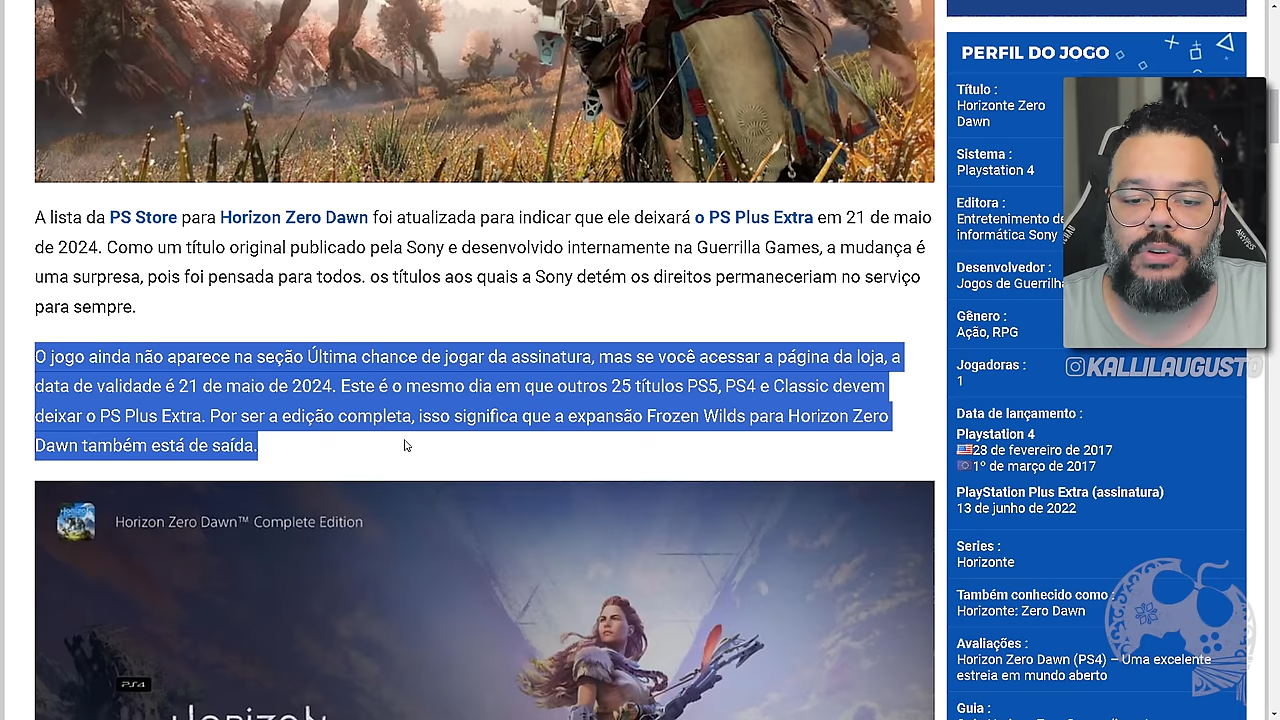 A lista da PS Store para Horizon Zero Dawn foi atualizada para indicar que ele deixará o PS Plus Extra em 21 de maio
de 2024. Como um título original publicado pela Sony e desenvolvido internamente na Guerrilla Games, a mudança é
uma surpresa, pois foi pensada para todos. os títulos aos quais a Sony detém os direitos permaneceriam no serviço
para sempre.
O jogo ainda não aparece na seção Última chance de jogar da assinatura, mas se você acessar a página da loja, a
data de validade é 21 de maio de 2024. Este é o mesmo dia em que outros 25 títulos PS5, PS4 e Classic devem
deixar o PS Plus Extra. Por ser a edição completa, isso significa que a expansão Frozen Wilds para Horizon Zero
Dawn também está de saída.
Horizon Zero Dawn™ Complete Edition
PS4
Horizon
PERFIL DO JOGO
Título :
Horizonte Zero
Dawn
Sistema :
Playstation 4
Editora :
Entretenimento de
informática Sony
Desenvolvedor :
Jogos de Guerrilha
Gênero :
Ação, RPG
Jogadoras :
1
Data de lançamento :
Playstation 4
28 de fevereiro de 2017
1º de março de 2017
PlayStation Plus Extra (assinatura)
13 de junho de 2022
Series :
Horizonte
Também conhecido como :
Horizonte: Zero Dawn
Avaliações :
Horizon Zero Dawn (PS4) – Uma excelente
estreia em mundo aberto
Guia :
@KALLILAUGUSTO